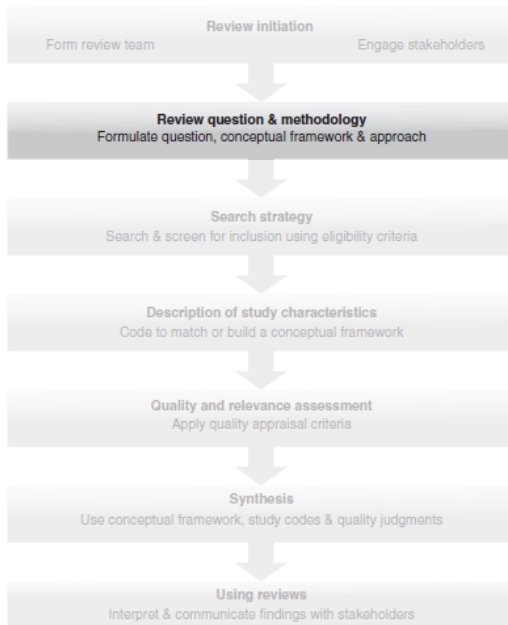 Review initiation
Form review team Engage stakeholders
Review question & methodology
Formulate question, conceptual framework & approach
Search strategy
Search & screen for inclusion using eligibility criteria
Description of study characteristics
Code to match or build a conceptual framework
Quality and relevance assessment
Apply quality appraisal criteria
Synthesis
Use conceptual framework, study codes & quality judgments
Using reviews
Interpret & communicate findings with stakeholders